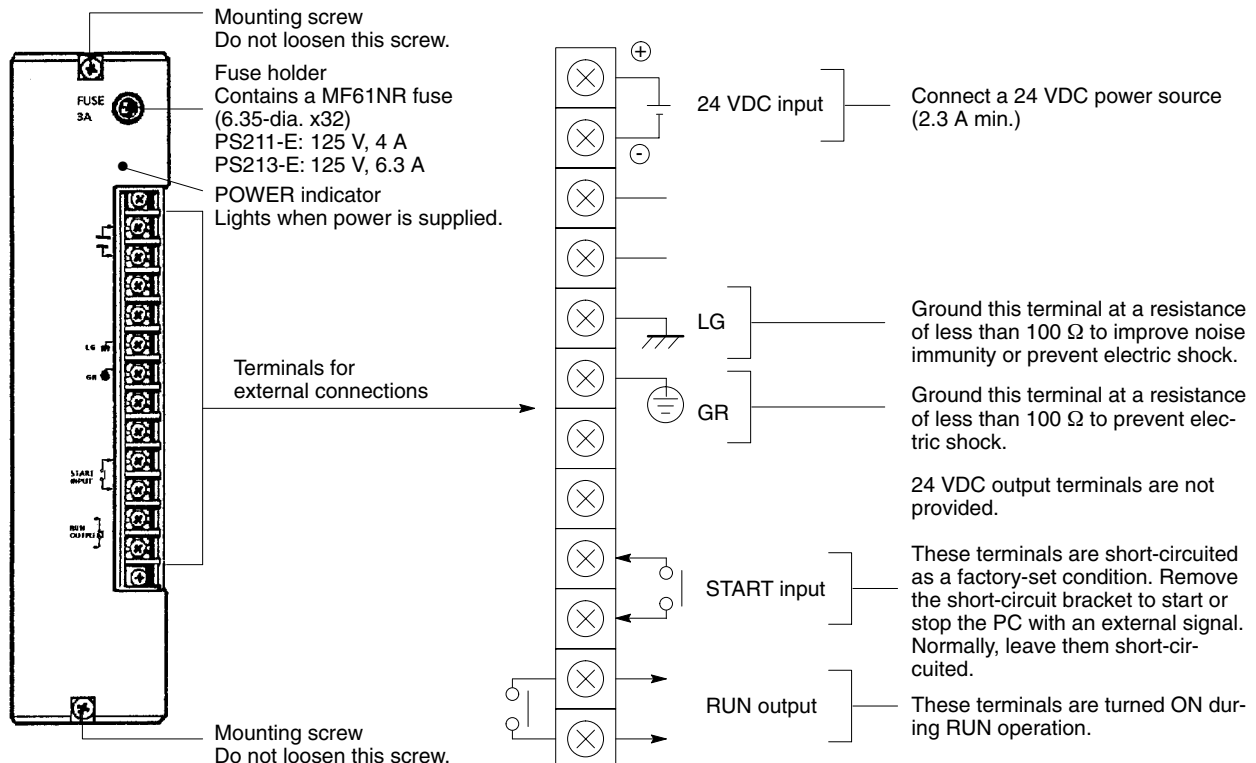 Mounting screw
Do not loosen this screw.
Fuse holder
Contains a MF61NR fuse
(6.35-dia. x32)
PS211-E: 125 V, 4 A
PS213-E: 125 V, 6.3 A
POWER indicator
Lights when power is supplied.
FUSE
3A
LG
GR
START
INPUT
RUN
OUTPUT
Terminals for
external connections
Mounting screw
Do not loosen this screw.
+
-
24 VDC input
Connect a 24 VDC power source
(2.3 A min.)
LG
Ground this terminal at a resistance
of less than 100 Ω to improve noise
immunity or prevent electric shock.
GR
Ground this terminal at a resistance
of less than 100 Ω to prevent elec-
tric shock.
24 VDC output terminals are not
provided.
START input
These terminals are short-circuited
as a factory-set condition. Remove
the short-circuit bracket to start or
stop the PC with an external signal.
Normally, leave them short-cir-
cuited.
RUN output
These terminals are turned ON dur-
ing RUN operation.